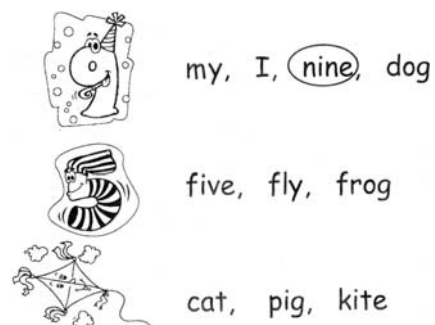 my, I, nine, dog
five, fly, frog
cat, pig, kite